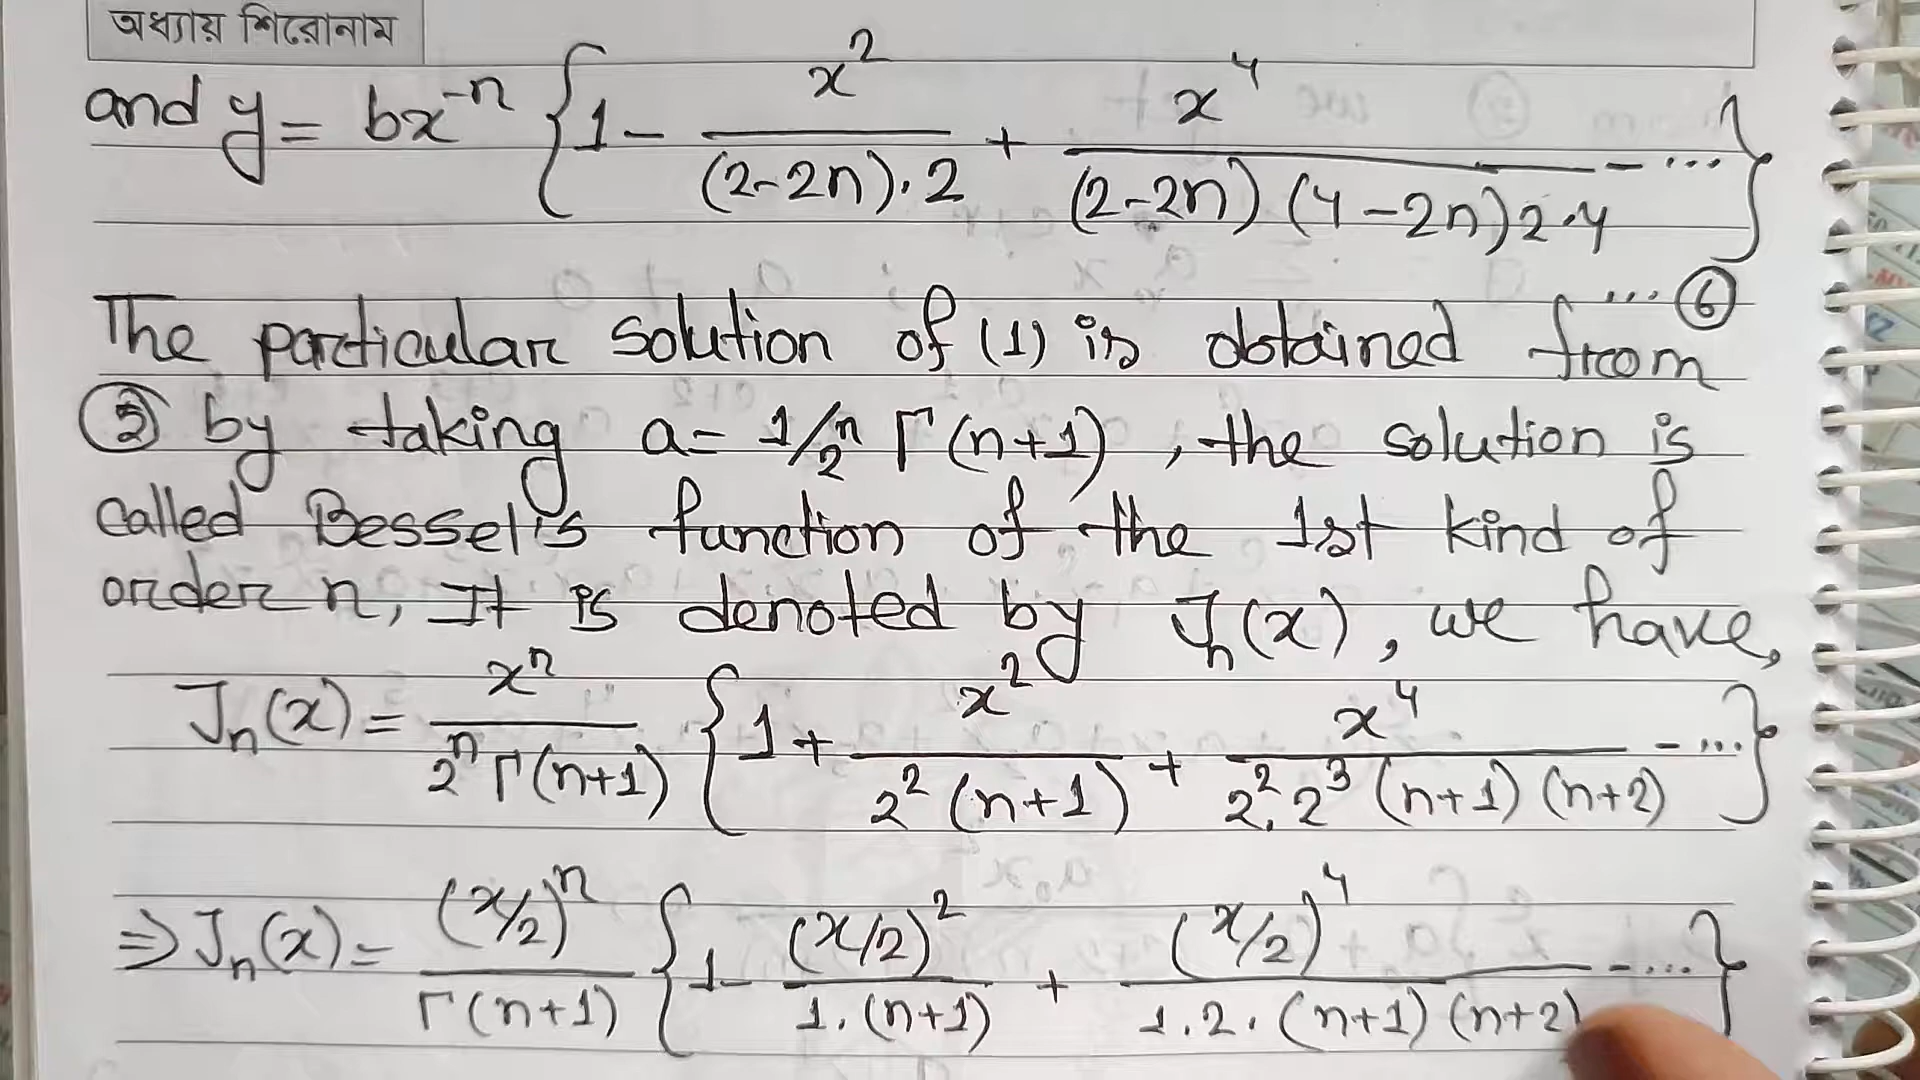 অধ্যায় শিরোনাম
and y = bx^{-n} { 1 - x^2/((2-2n).2) + x^4/((2-2n)(4-2n)2.4) - ... }
... ⑥
The particular solution of (1) is obtained from
② by taking a = 1/2^n Γ(n+1), the solution is
called Bessel's function of the 1st kind of
order n, It is denoted by J_n(x), we have,
J_n(x) = x^n/(2^n Γ(n+1)) { 1 + x^2/(2^2 (n+1)) + x^4/(2^2.2^3 (n+1)(n+2)) - ... }
⇒ J_n(x) = (x/2)^n/Γ(n+1) { 1 - (x/2)^2/(1.(n+1)) + (x/2)^4/(1.2.(n+1)(n+2)) - ... }